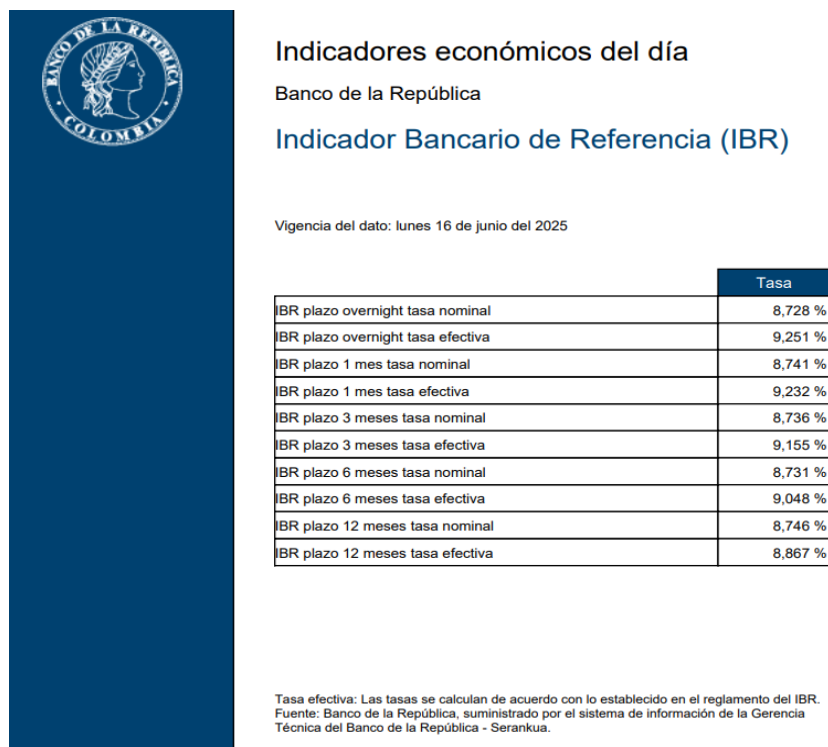 BANCO DE LA REPUBLICA
COLOMBIA
Indicadores económicos del día
Banco de la República
Indicador Bancario de Referencia (IBR)
Vigencia del dato: lunes 16 de junio del 2025
Tasa
IBR plazo overnight tasa nominal 8,728 %
IBR plazo overnight tasa efectiva 9,251 %
IBR plazo 1 mes tasa nominal 8,741 %
IBR plazo 1 mes tasa efectiva 9,232 %
IBR plazo 3 meses tasa nominal 8,736 %
IBR plazo 3 meses tasa efectiva 9,155 %
IBR plazo 6 meses tasa nominal 8,731 %
IBR plazo 6 meses tasa efectiva 9,048 %
IBR plazo 12 meses tasa nominal 8,746 %
IBR plazo 12 meses tasa efectiva 8,867 %
Tasa efectiva: Las tasas se calculan de acuerdo con lo establecido en el reglamento del IBR.
Fuente: Banco de la República, suministrado por el sistema de información de la Gerencia
Técnica del Banco de la República - Serankua.